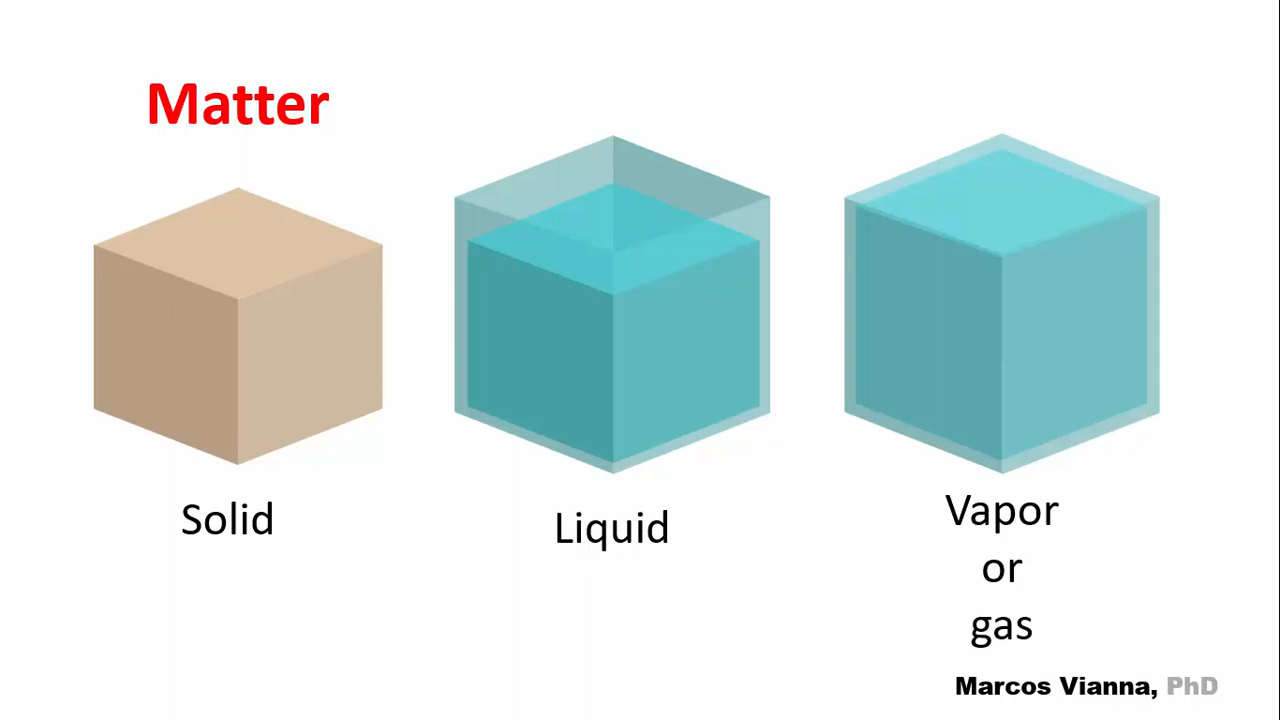 Matter
Solid
Liquid
Vapor
or
gas
Marcos Vianna, PhD